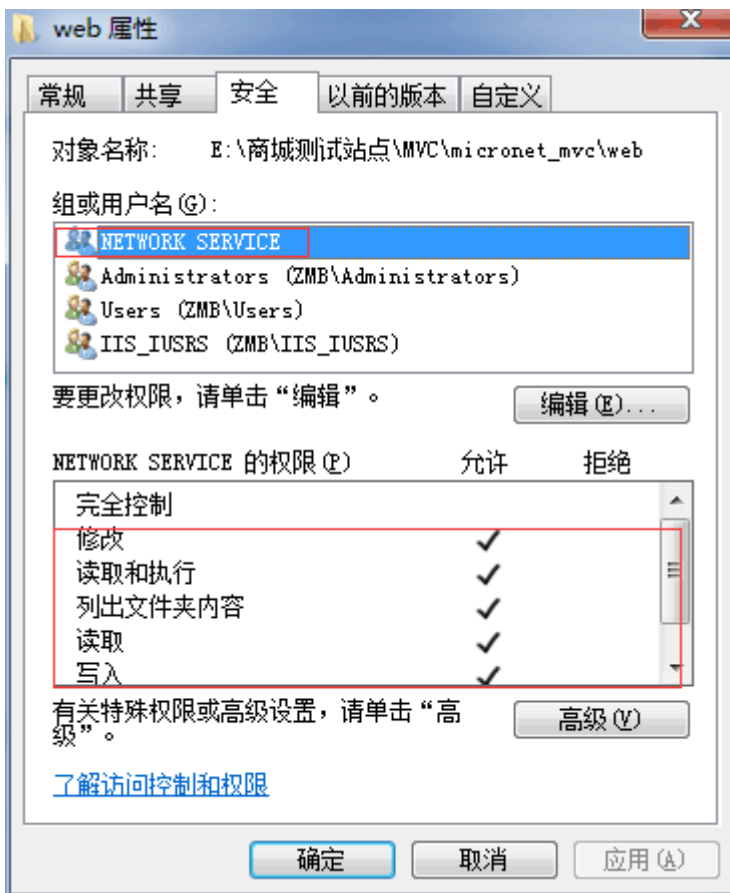 web 属性
常规 共享 安全 以前的版本 自定义
对象名称: E:\商城测试站点\MVC\micronet_mvc\web
组或用户名(G):
NETWORK SERVICE
Administrators (ZMB\Administrators)
Users (ZMB\Users)
IIS_IUSRS (ZMB\IIS_IUSRS)
要更改权限，请单击“编辑”。 编辑(E)...
NETWORK SERVICE 的权限(P) 允许 拒绝
完全控制
修改
读取和执行
列出文件夹内容
读取
写入
有关特殊权限或高级设置，请单击“高
级”。
高级(V)
了解访问控制和权限
确定 取消 应用(A)